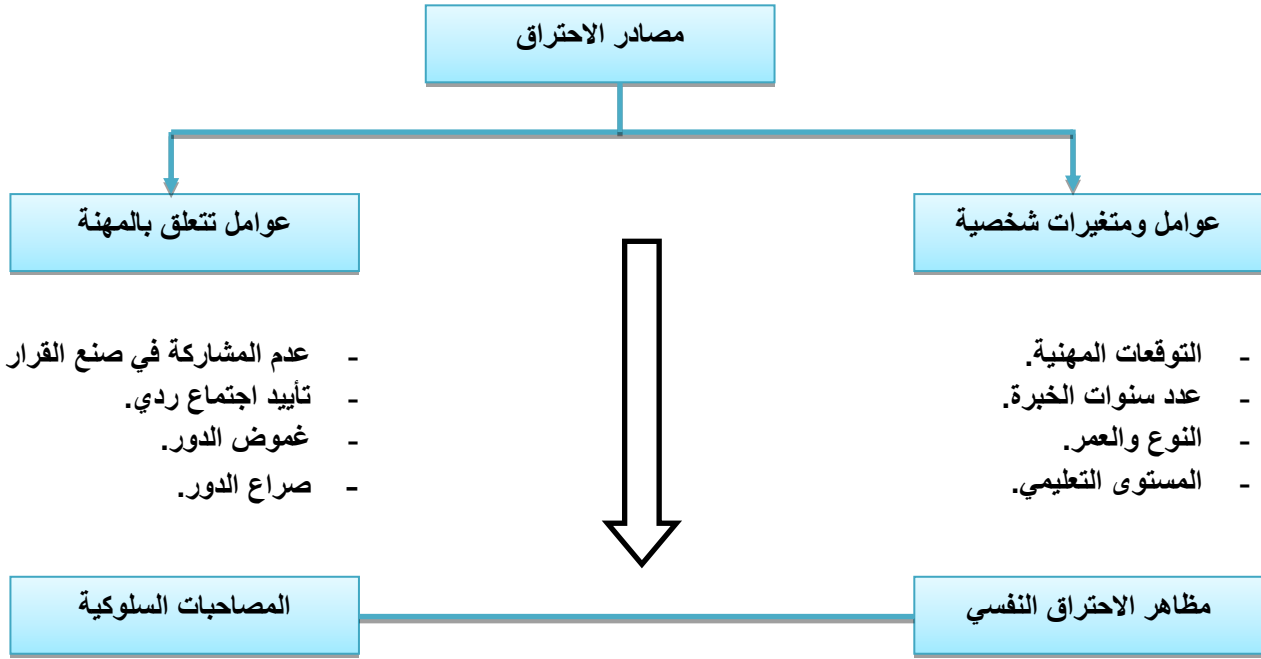 مصادر الاحتراق
عوامل ومتغيرات شخصية
عوامل تتعلق بالمهنة
- التوقعات المهنية.
- عدد سنوات الخبرة.
- النوع والعمر.
- المستوى التعليمي.
- عدم المشاركة في صنع القرار
- تأييد اجتماع ردي.
- غموض الدور.
- صراع الدور.
مظاهر الاحتراق النفسي
المصاحبات السلوكية